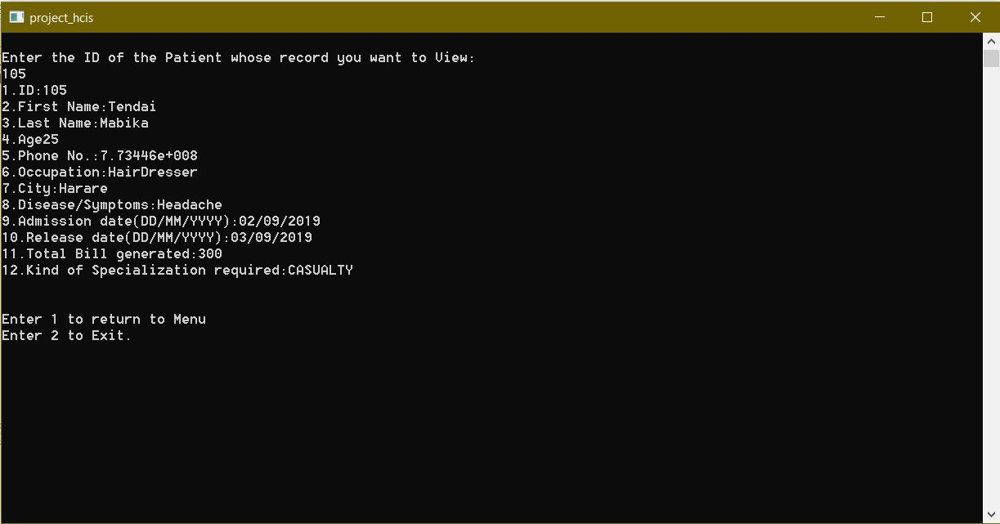 project_hcis
Enter the ID of the Patient whose record you want to View:
105
1.ID:105
2.First Name:Tendai
3.Last Name:Mabika
4.Age25
5.Phone No.:7.73446e+008
6.Occupation:HairDresser
7.City:Harare
8.Disease/Symptoms:Headache
9.Admission date(DD/MM/YYYY):02/09/2019
10.Release date(DD/MM/YYYY):03/09/2019
11.Total Bill generated:300
12.Kind of Specialization required:CASUALTY
Enter 1 to return to Menu
Enter 2 to Exit.